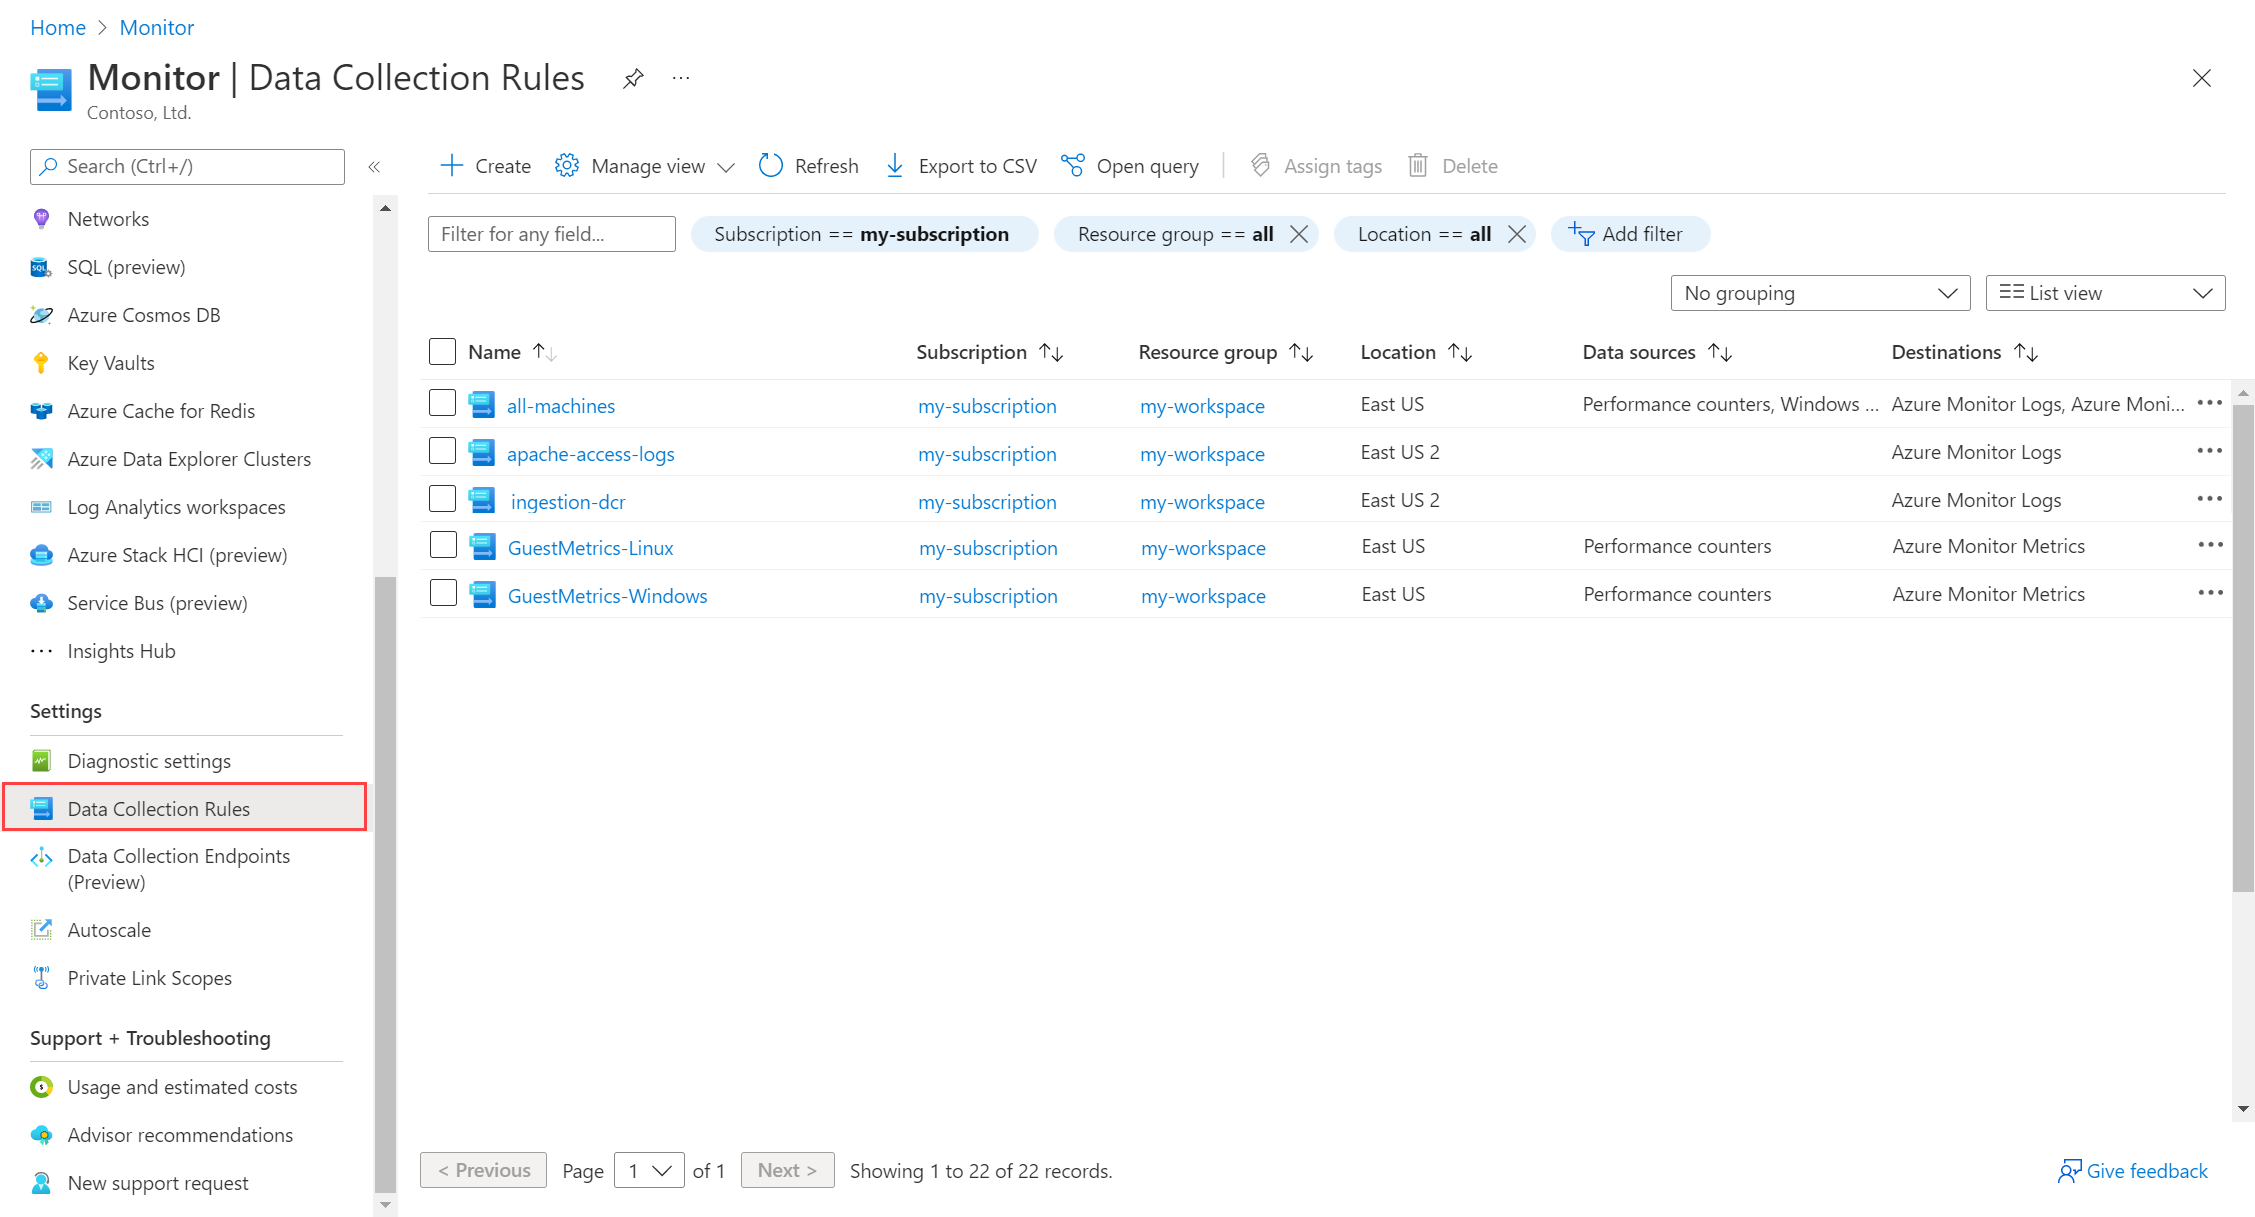 Home > Monitor
Monitor | Data Collection Rules ...
Contoso, Ltd.
Search (Ctrl+/) «
Networks
SQL (preview)
Azure Cosmos DB
Key Vaults
Azure Cache for Redis
Azure Data Explorer Clusters
Log Analytics workspaces
Azure Stack HCI (preview)
Service Bus (preview)
Insights Hub
Settings
Diagnostic settings
Data Collection Rules
Data Collection Endpoints
(Preview)
Autoscale
Private Link Scopes
Support + Troubleshooting
Usage and estimated costs
Advisor recommendations
New support request
Create Manage view Refresh Export to CSV Open query Assign tags Delete
Filter for any field... Subscription == my-subscription Resource group == all Location == all Add filter
No grouping List view
Name Subscription Resource group Location Data sources Destinations
all-machines my-subscription my-workspace East US Performance counters, Windows ... Azure Monitor Logs, Azure Moni...
apache-access-logs my-subscription my-workspace East US 2 Azure Monitor Logs
ingestion-dcr my-subscription my-workspace East US 2 Azure Monitor Logs
GuestMetrics-Linux my-subscription my-workspace East US Performance counters Azure Monitor Metrics
GuestMetrics-Windows my-subscription my-workspace East US Performance counters Azure Monitor Metrics
< Previous Page 1 of 1 Next > Showing 1 to 22 of 22 records. Give feedback